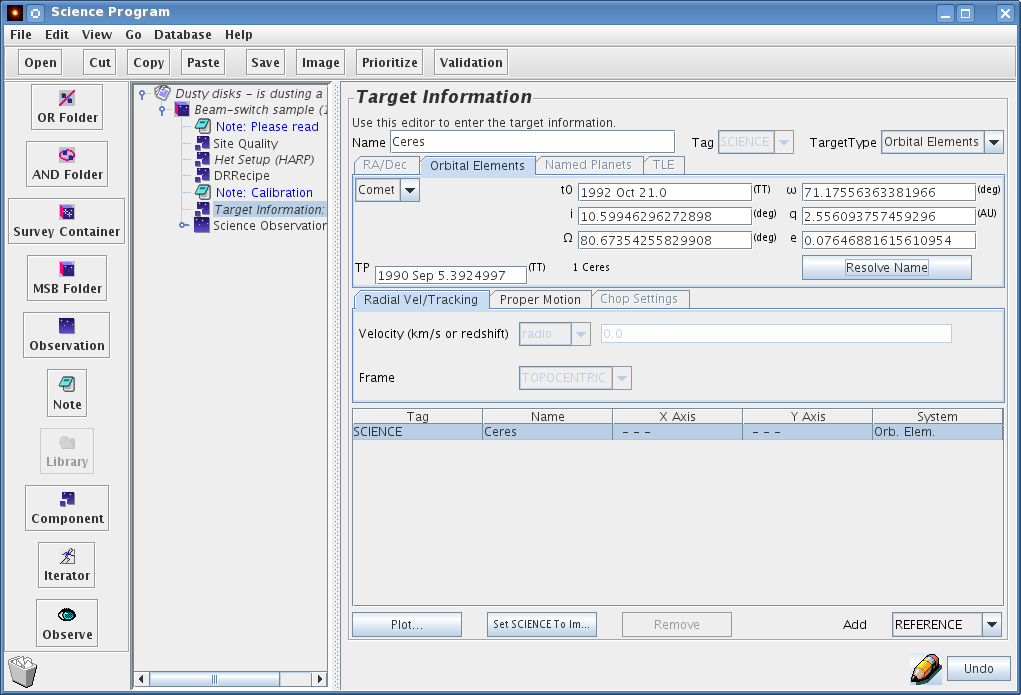 Science Program
File Edit View Go Database Help
Open Cut Copy Paste Save Image Prioritize Validation
OR Folder
AND Folder
Survey Container
MSB Folder
Observation
Note
Library
Component
Iterator
Observe
Dusty disks - is dusting a
Beam-switch sample (1
Note: Please read
Site Quality
Het Setup (HARP)
DRRecipe
Note: Calibration
Target Information:
Science Observation
Target Information
Use this editor to enter the target information.
Name Ceres Tag SCIENCE TargetType Orbital Elements
RA/Dec Orbital Elements Named Planets TLE
Comet t0 1992 Oct 21.0 (TT) ω 71.17556363381966 (deg)
i 10.59946296272898 (deg) q 2.556093757459296 (AU)
Ω 80.67354255829908 (deg) e 0.07646881615610954
TP 1990 Sep 5.3924997 (TT) 1 Ceres Resolve Name
Radial Vel/Tracking Proper Motion Chop Settings
Velocity (km/s or redshift) radio 0.0
Frame TOPOCENTRIC
Tag Name X Axis Y Axis System
SCIENCE Ceres - - - - - - Orb. Elem.
Plot... Set SCIENCE To Im... Remove Add REFERENCE
Undo